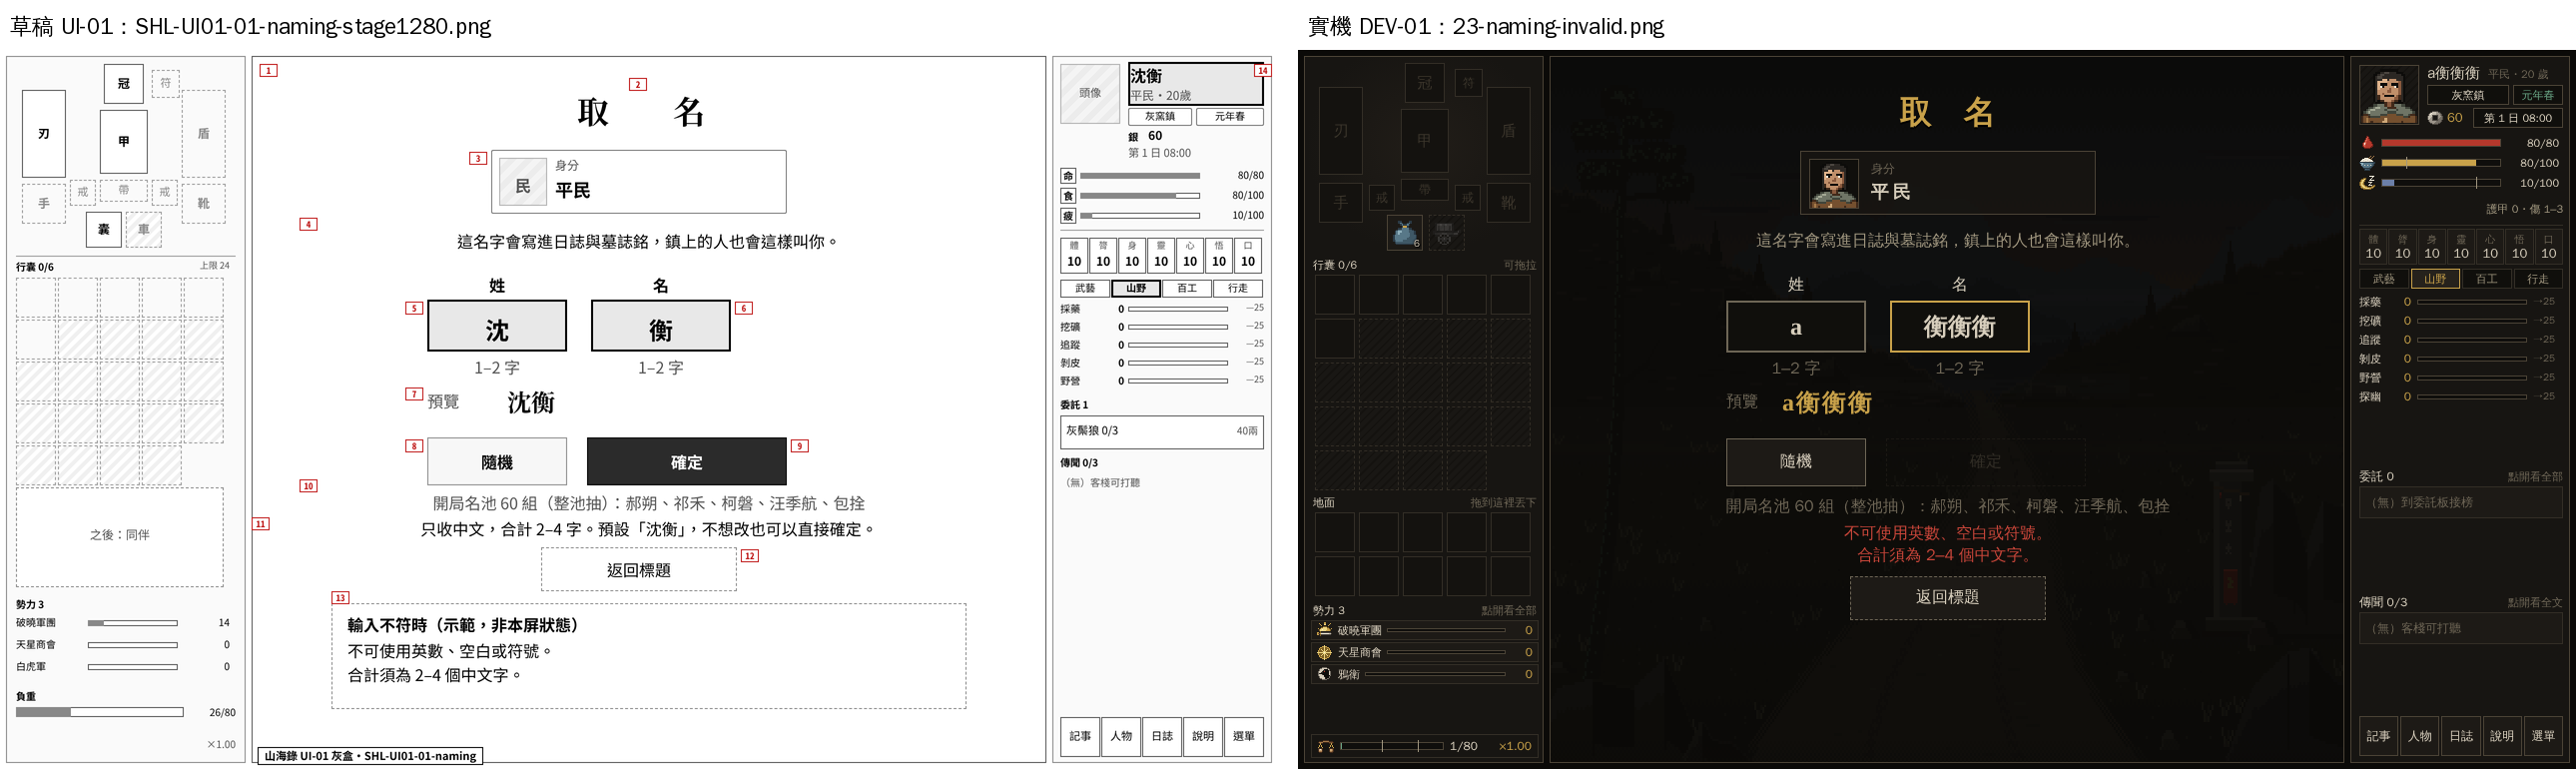 草稿 UI-01：SHL-UI01-01-naming-stage1280.png
冠
符
刃
甲
盾
手
戒
帶
戒
靴
囊
車
行囊 0/6
上限 24
之後：同伴
勢力 3
破曉軍團
14
天星商會
0
白虎軍
0
負重
26/80
×1.00
1
2
取 名
3
民
身分
平民
4
這名字會寫進日誌與墓誌銘，鎮上的人也會這樣叫你。
姓
名
5
沈
衡
6
1–2 字
1–2 字
7
預覽
沈衡
8
隨機
確定
9
10
開局名池 60 組（整池抽）：郝朔、祁禾、柯磐、汪季航、包拴
11
只收中文，合計 2–4 字。預設「沈衡」，不想改也可以直接確定。
返回標題
12
13
輸入不符時（示範，非本屏狀態）
不可使用英數、空白或符號。
合計須為 2–4 個中文字。
山海錄 UI-01 灰盒・SHL-UI01-01-naming
頭像
沈衡
14
平民・20歲
灰窯鎮
元年春
銀 60
第 1 日 08:00
命
80/80
食
80/100
疲
10/100
體
膂
身
靈
心
悟
口
10
10
10
10
10
10
10
武藝
山野
百工
行走
採藥
0
—25
挖礦
0
—25
追蹤
0
—25
剝皮
0
—25
野營
0
—25
委託 1
灰鬃狼 0/3
40兩
傳聞 0/3
（無）客棧可打聽
記事
人物
日誌
說明
選單
實機 DEV-01：23-naming-invalid.png
冠
符
刃
甲
盾
手
戒
帶
戒
靴
6
行囊 0/6
可拖拉
地面
拖到這裡丟下
勢力 3
點開看全部
破曉軍團
0
天星商會
0
鴉衛
0
1/80
×1.00
取 名
身分
平民
這名字會寫進日誌與墓誌銘，鎮上的人也會這樣叫你。
姓
名
a
衡衡衡
1–2 字
1–2 字
預覽
a衡衡衡
隨機
確定
開局名池 60 組（整池抽）：郝朔、祁禾、柯磐、汪季航、包拴
不可使用英數、空白或符號。
合計須為 2–4 個中文字。
返回標題
a衡衡衡
平民・20 歲
灰窯鎮
元年春
60
第 1 日 08:00
80/80
80/100
10/100
護甲 0・傷 1–3
體
膂
身
靈
心
悟
口
10
10
10
10
10
10
10
武藝
山野
百工
行走
採藥
0
→25
挖礦
0
→25
追蹤
0
→25
剝皮
0
→25
野營
0
→25
探幽
0
→25
委託 0
點開看全部
（無）到委託板接榜
傳聞 0/3
點開看全文
（無）客棧可打聽
記事
人物
日誌
說明
選單